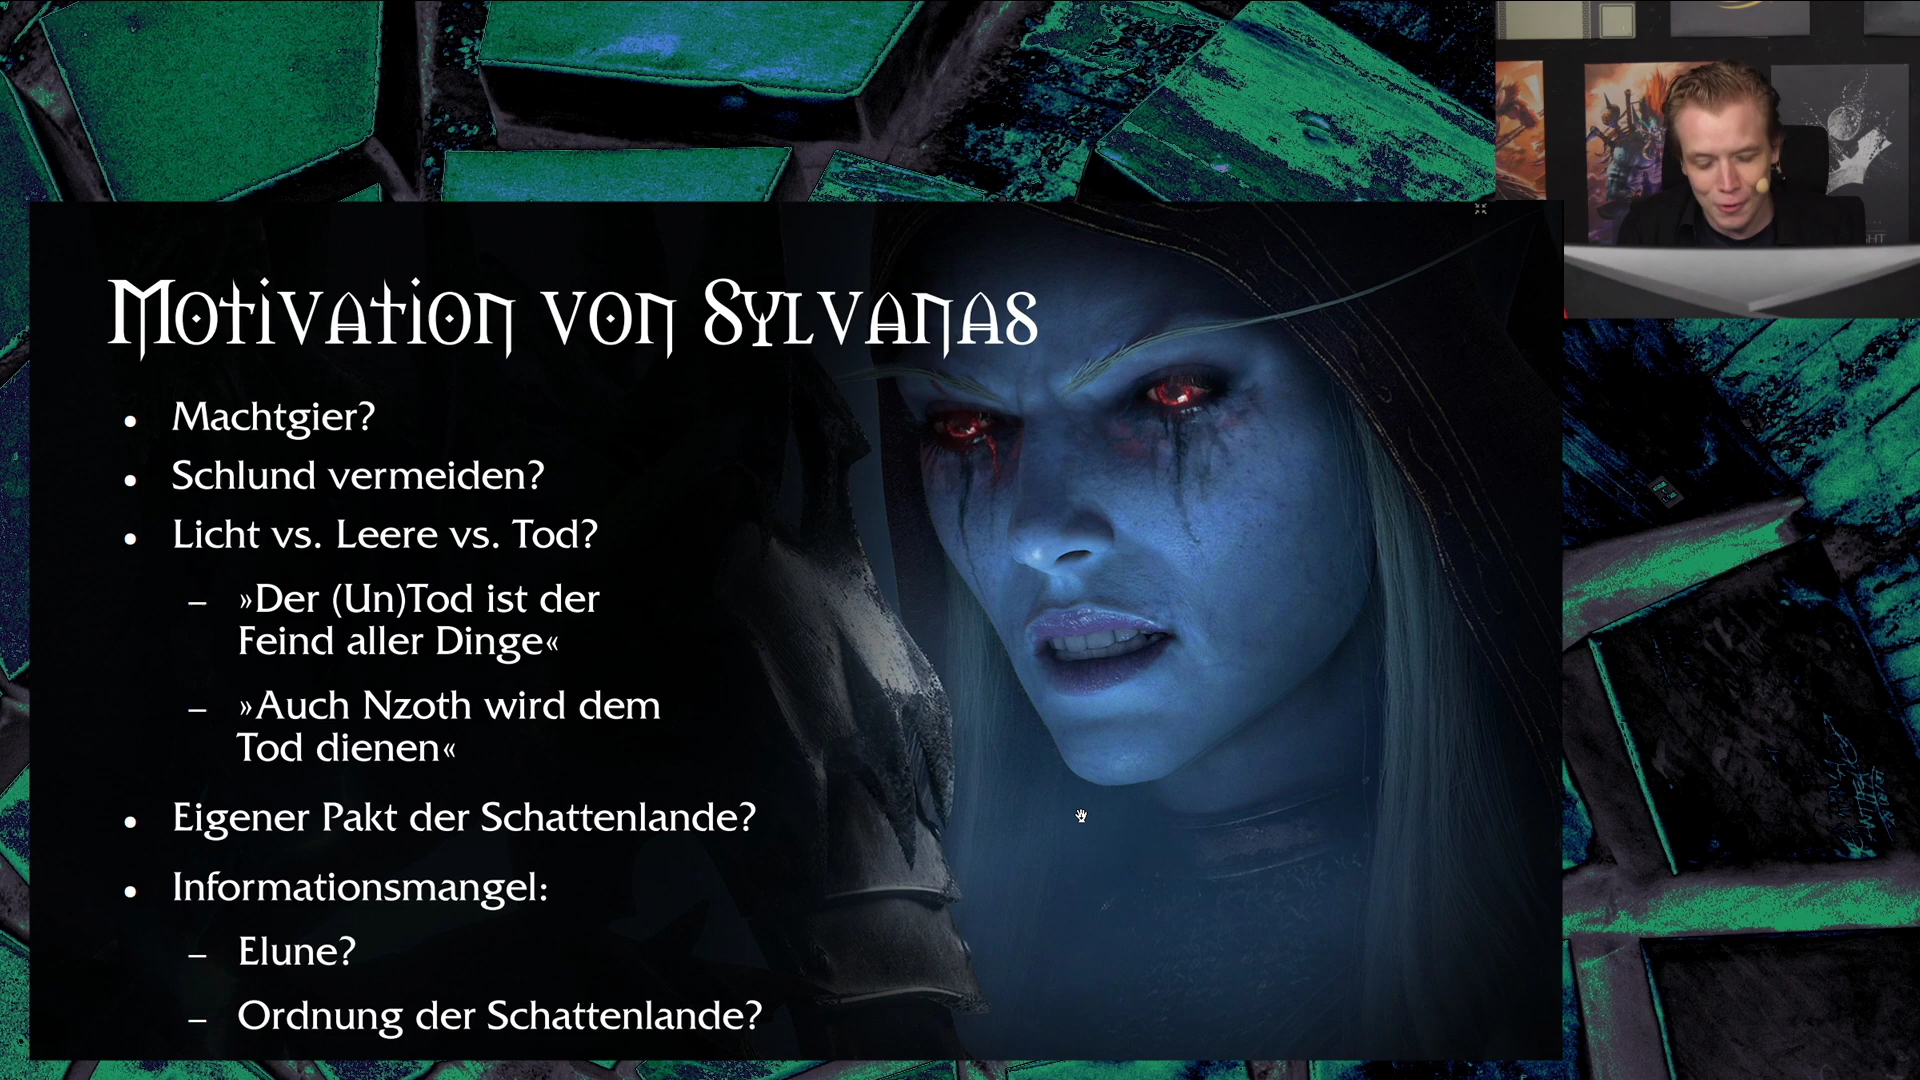 Motivation von Sylvanas
• Machtgier?
• Schlund vermeiden?
• Licht vs. Leere vs. Tod?
– »Der (Un)Tod ist der
Feind aller Dinge«
– »Auch Nzoth wird dem
Tod dienen«
• Eigener Pakt der Schattenlande?
• Informationsmangel:
– Elune?
– Ordnung der Schattenlande?